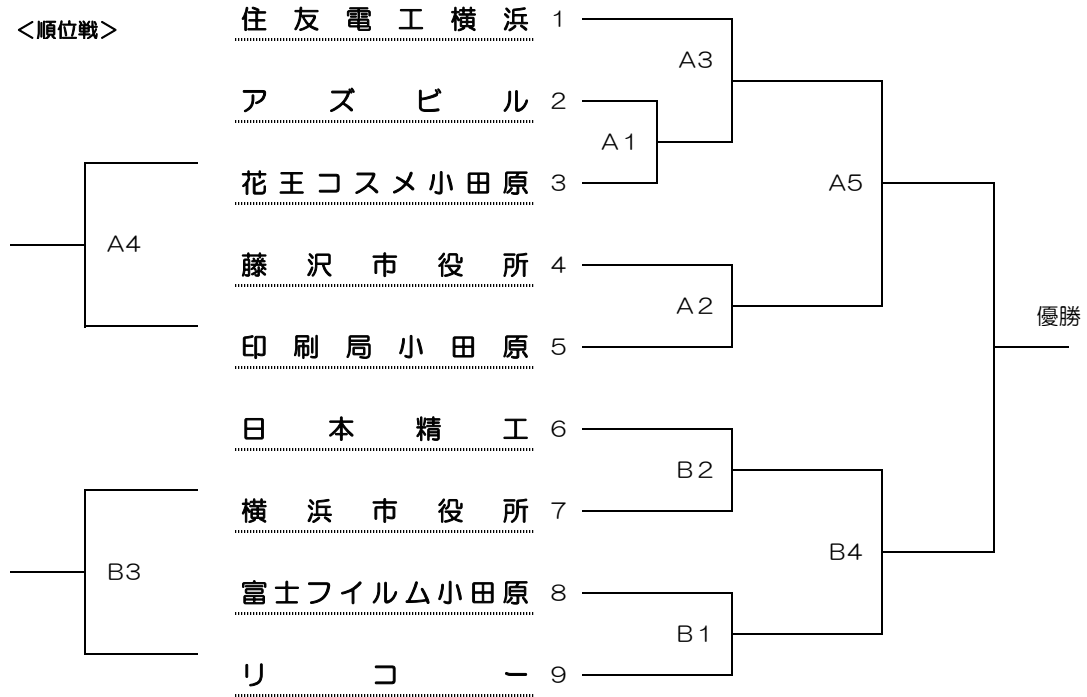 ＜順位戦＞
住友電工横浜 1
A3
アズビル 2
A1
花王コスメ小田原 3
A5
A4
藤沢市役所 4
A2
優勝
印刷局小田原 5
日本精工 6
B2
横浜市役所 7
B4
B3
富士フイルム小田原 8
B1
リコー 9